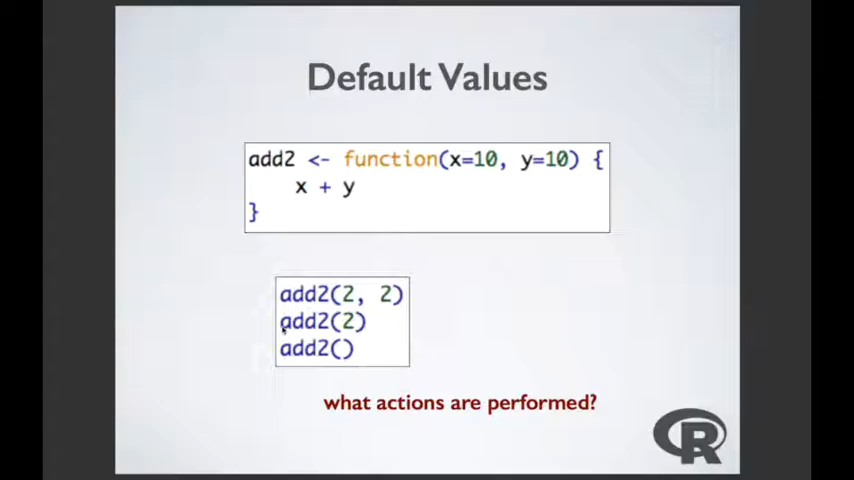 Default Values
add2 <- function(x=10, y=10) {
    x + y
}
add2(2, 2)
add2(2)
add2()
what actions are performed?
R